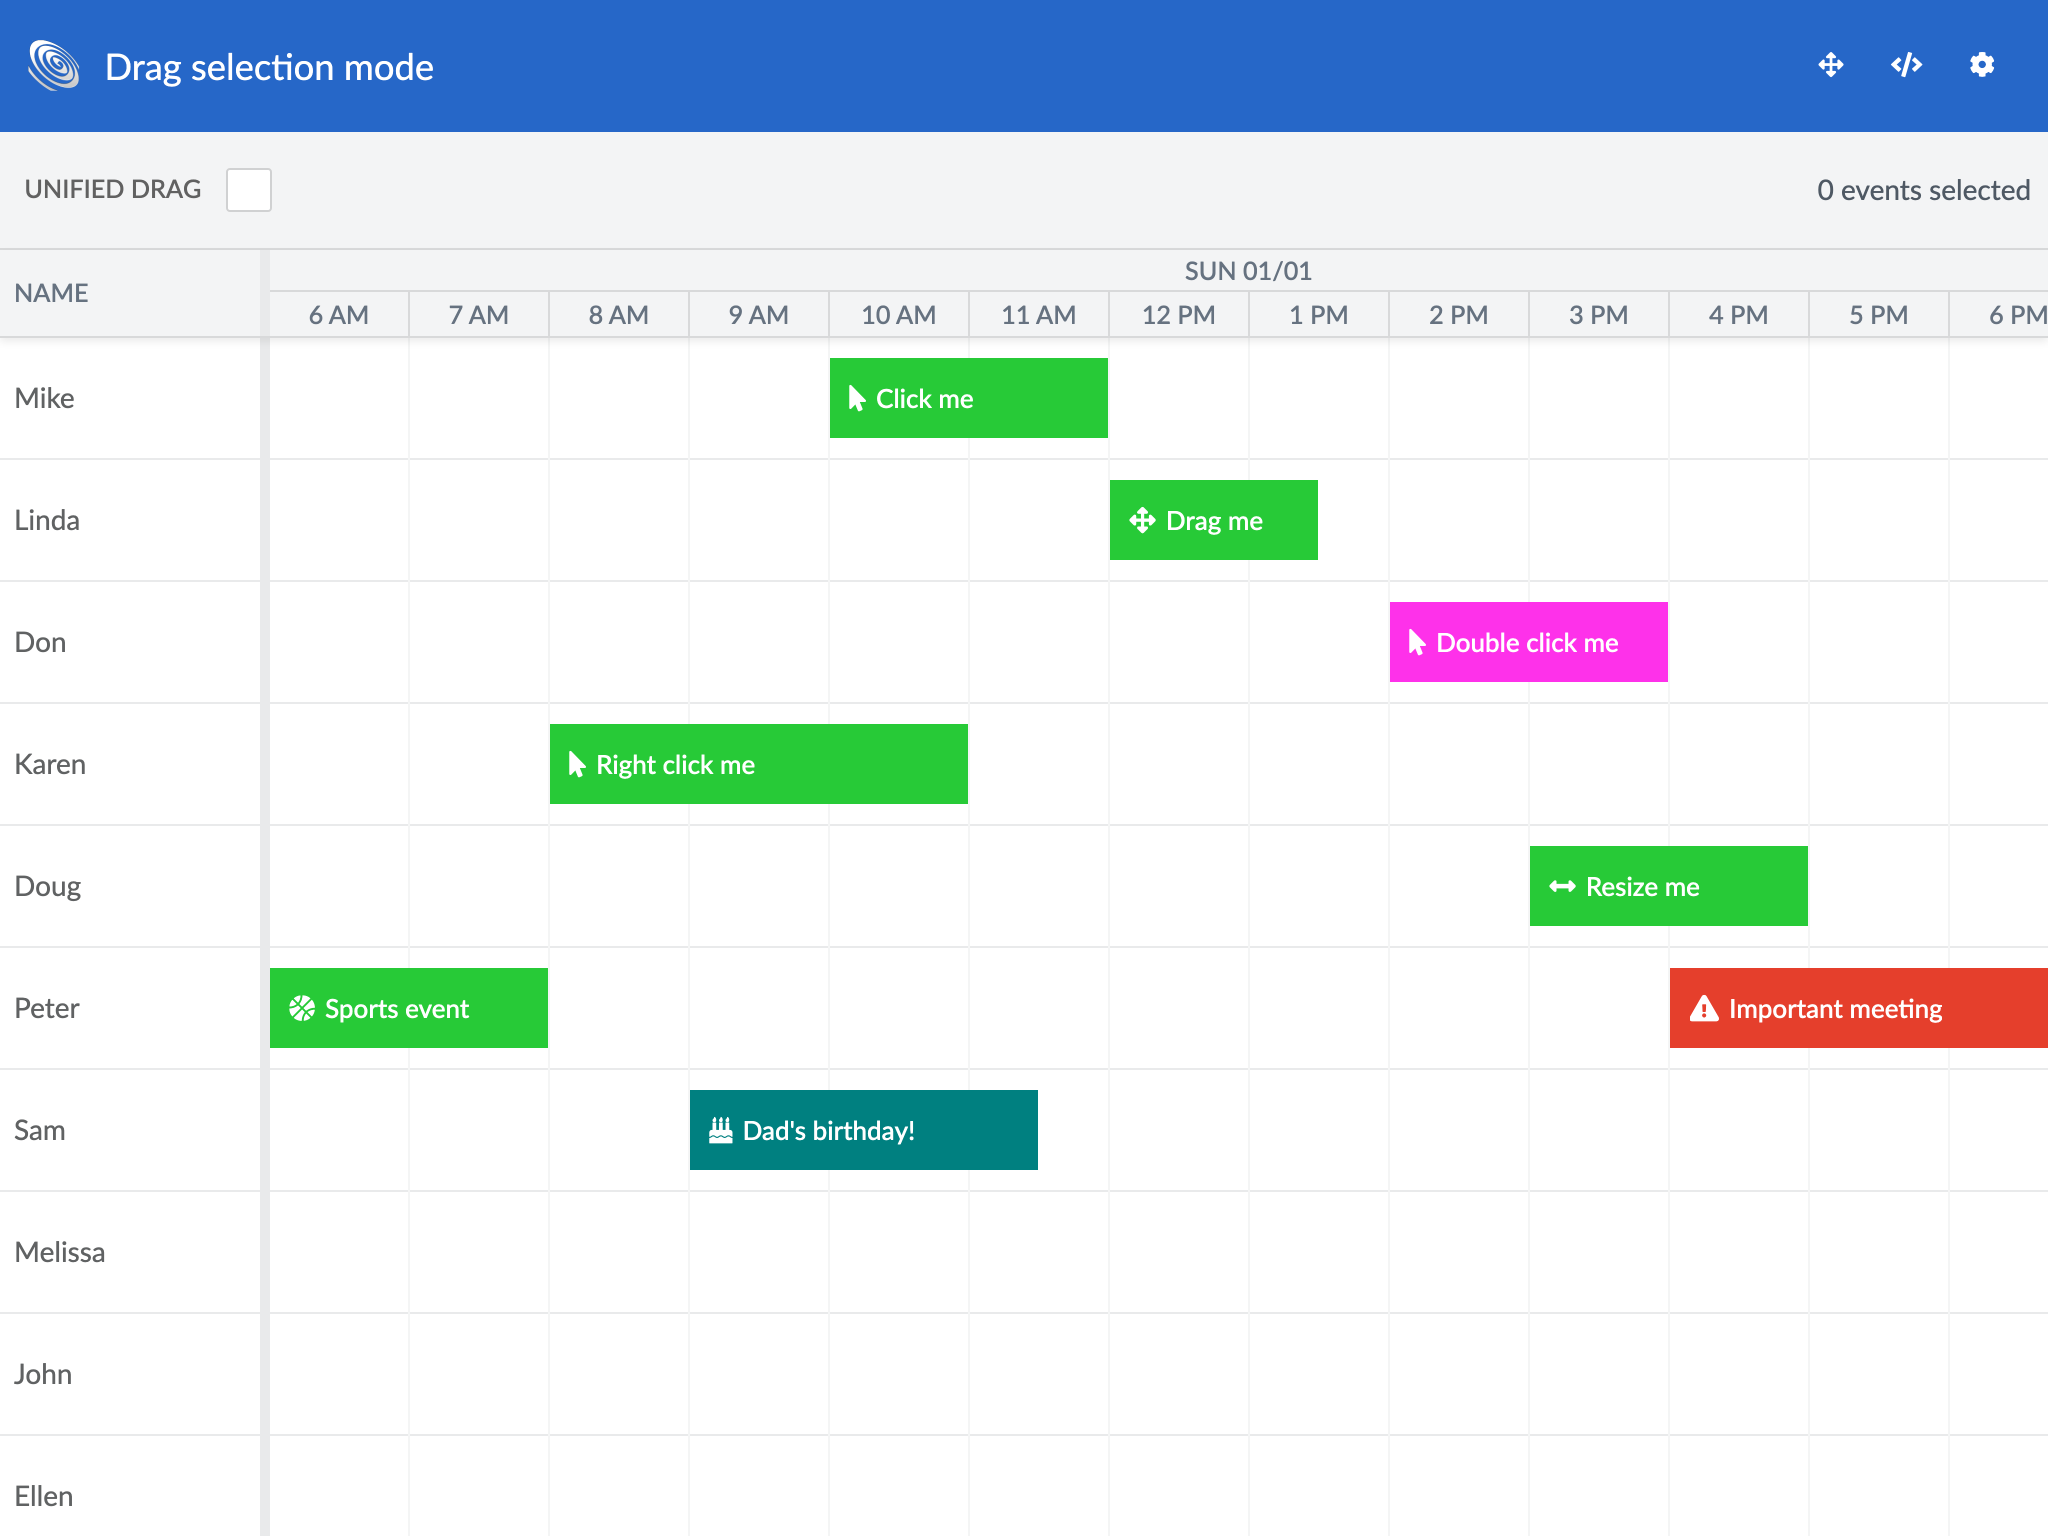 Drag selection mode
UNIFIED DRAG
0 events selected
NAME
SUN 01/01
6 AM 7 AM 8 AM 9 AM 10 AM 11 AM 12 PM 1 PM 2 PM 3 PM 4 PM 5 PM 6 PM
Mike
Click me
Linda
Drag me
Don
Double click me
Karen
Right click me
Doug
Resize me
Peter
Sports event
Important meeting
Sam
Dad's birthday!
Melissa
John
Ellen